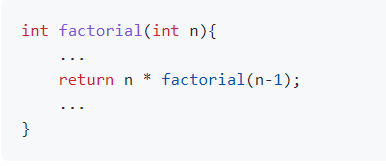 int factorial(int n){
    ...
    return n * factorial(n-1);
    ...
}